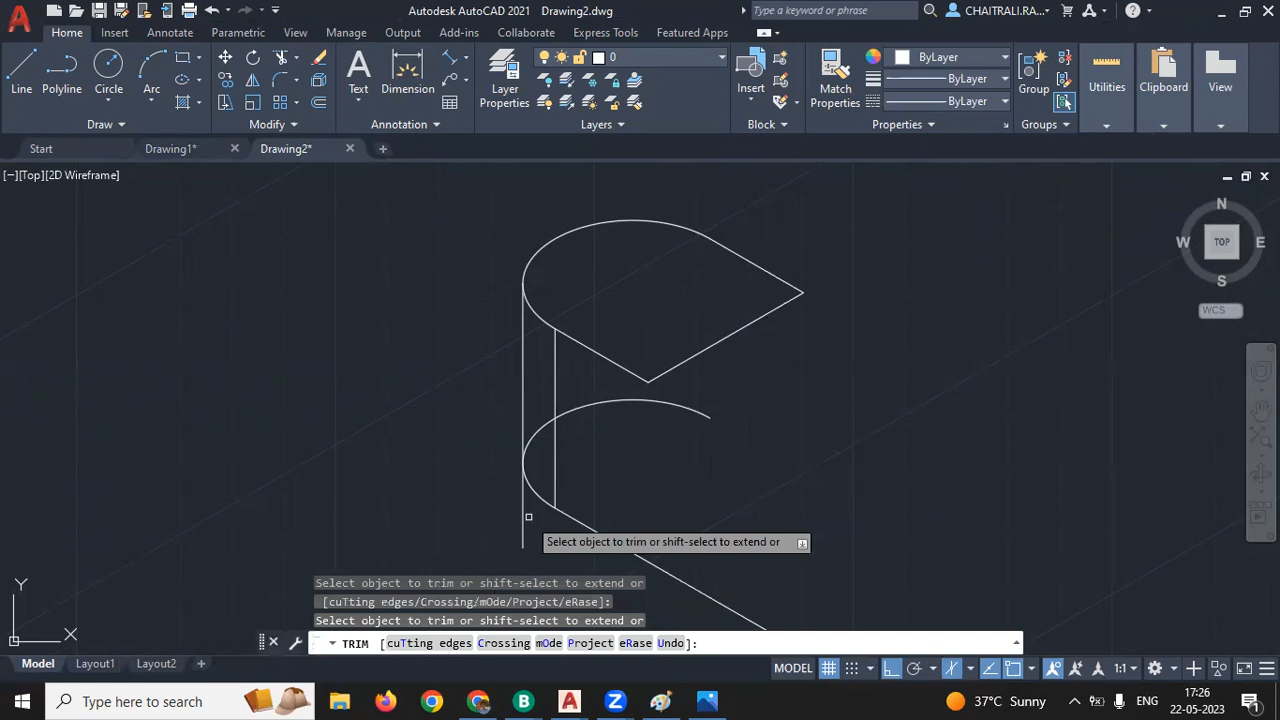 Autodesk AutoCAD 2021 Drawing2.dwg
Type a keyword or phrase
CHAITRALI.RA...
Home Insert Annotate Parametric View Manage Output Add-ins Collaborate Express Tools Featured Apps
Line Polyline Circle Arc
Text Dimension
Layer Properties
0
Insert
Match Properties
ByLayer
ByLayer
ByLayer
Group
Utilities
Clipboard
View
Draw Modify Annotation Layers Block Properties Groups
Start Drawing1* Drawing2*
[−][Top][2D Wireframe]
N
W TOP E
S
WCS
Select object to trim or shift-select to extend or
Select object to trim or shift-select to extend or
[cuTting edges/Crossing/mOde/Project/eRase]:
Select object to trim or shift-select to extend or
TRIM [cuTting edges Crossing mOde Project eRase Undo]:
Y
X
Model Layout1 Layout2
MODEL 1:1
Type here to search
37°C Sunny
ENG
17:26
22-05-2023